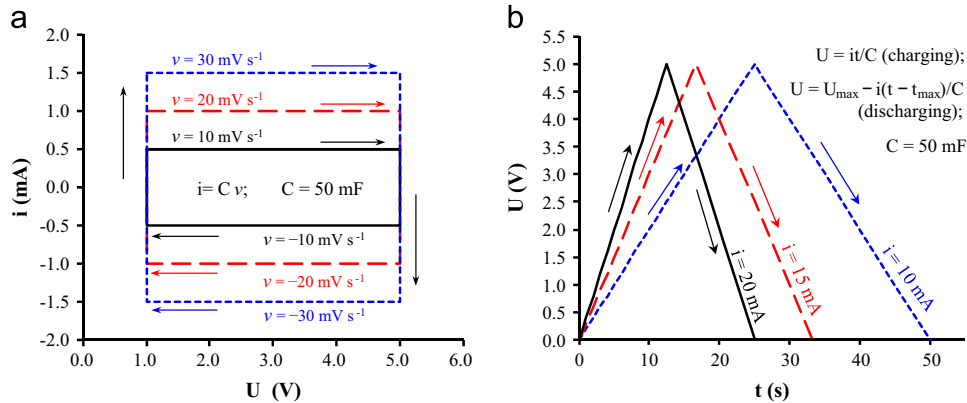 a
2.0
1.5
1.0
0.5
0.0
-0.5
-1.0
-1.5
-2.0
i (mA)
v = 30 mV s⁻¹
v = 20 mV s⁻¹
v = 10 mV s⁻¹
i= C v; C = 50 mF
v = −10 mV s⁻¹
v = −20 mV s⁻¹
v = −30 mV s⁻¹
0.0 1.0 2.0 3.0 4.0 5.0 6.0
U (V)
b
5.5
5.0
4.5
4.0
3.5
3.0
2.5
2.0
1.5
1.0
0.5
0.0
U (V)
U = it/C (charging);
U = Umax − i(t − tmax)/C
(discharging);
C = 50 mF
i = 20 mA
i = 15 mA
i = 10 mA
0 10 20 30 40 50
t (s)